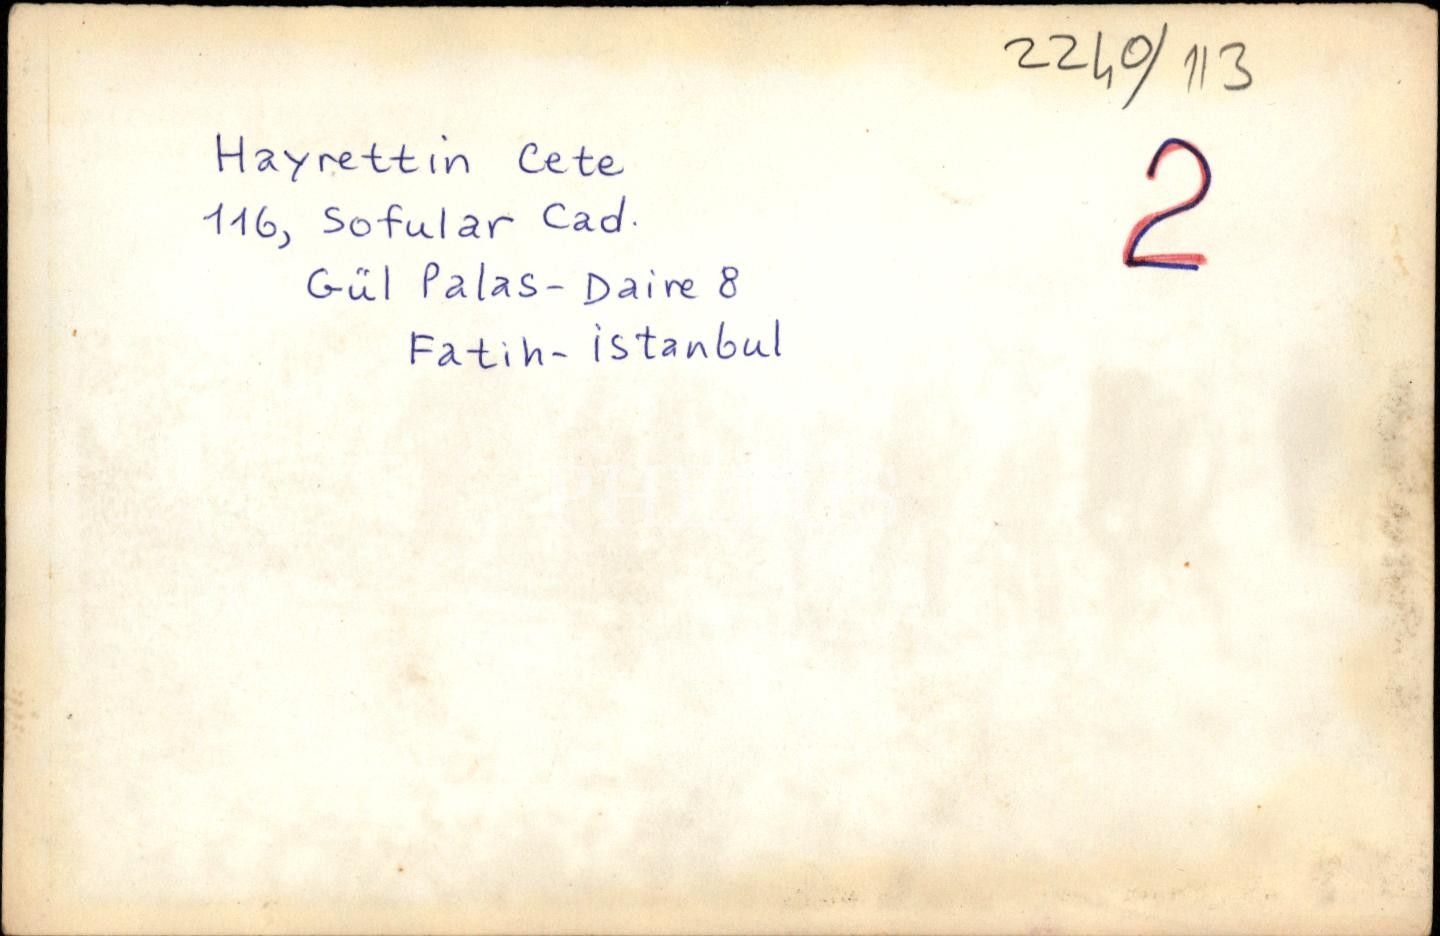 2240/113
2
Hayrettin Cete
116, Sofular Cad.
Gül Palas- Daire 8
Fatih- İstanbul